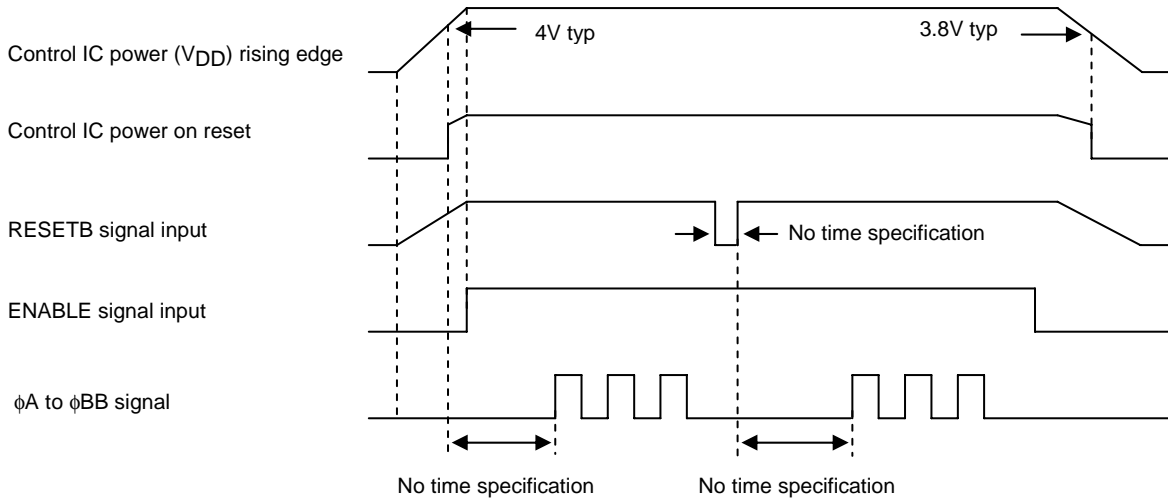 4V typ
3.8V typ
Control IC power (VDD) rising edge
Control IC power on reset
RESETB signal input
No time specification
ENABLE signal input
ϕA to ϕBB signal
No time specification
No time specification